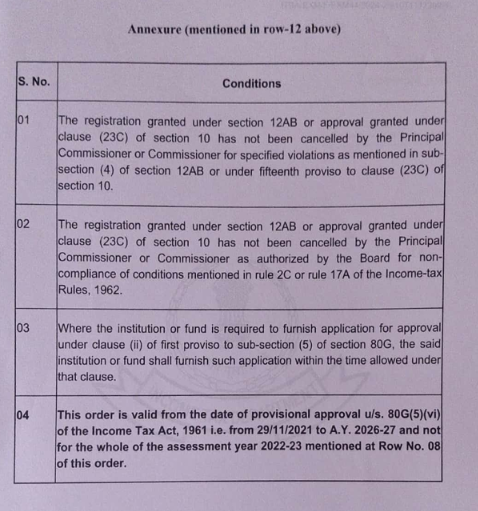 Annexure (mentioned in row-12 above)
S. No.
Conditions
01
The registration granted under section 12AB or approval granted under
clause (23C) of section 10 has not been cancelled by the Principal
Commissioner or Commissioner for specified violations as mentioned in sub-
section (4) of section 12AB or under fifteenth proviso to clause (23C) of
section 10.
02
The registration granted under section 12AB or approval granted under
clause (23C) of section 10 has not been cancelled by the Principal
Commissioner or Commissioner as authorized by the Board for non-
compliance of conditions mentioned in rule 2C or rule 17A of the Income-tax
Rules, 1962.
03
Where the institution or fund is required to furnish application for approval
under clause (ii) of first proviso to sub-section (5) of section 80G, the said
institution or fund shall furnish such application within the time allowed under
that clause.
04
This order is valid from the date of provisional approval u/s. 80G(5)(vi)
of the Income Tax Act, 1961 i.e. from 29/11/2021 to A.Y. 2026-27 and not
for the whole of the assessment year 2022-23 mentioned at Row No. 08
of this order.